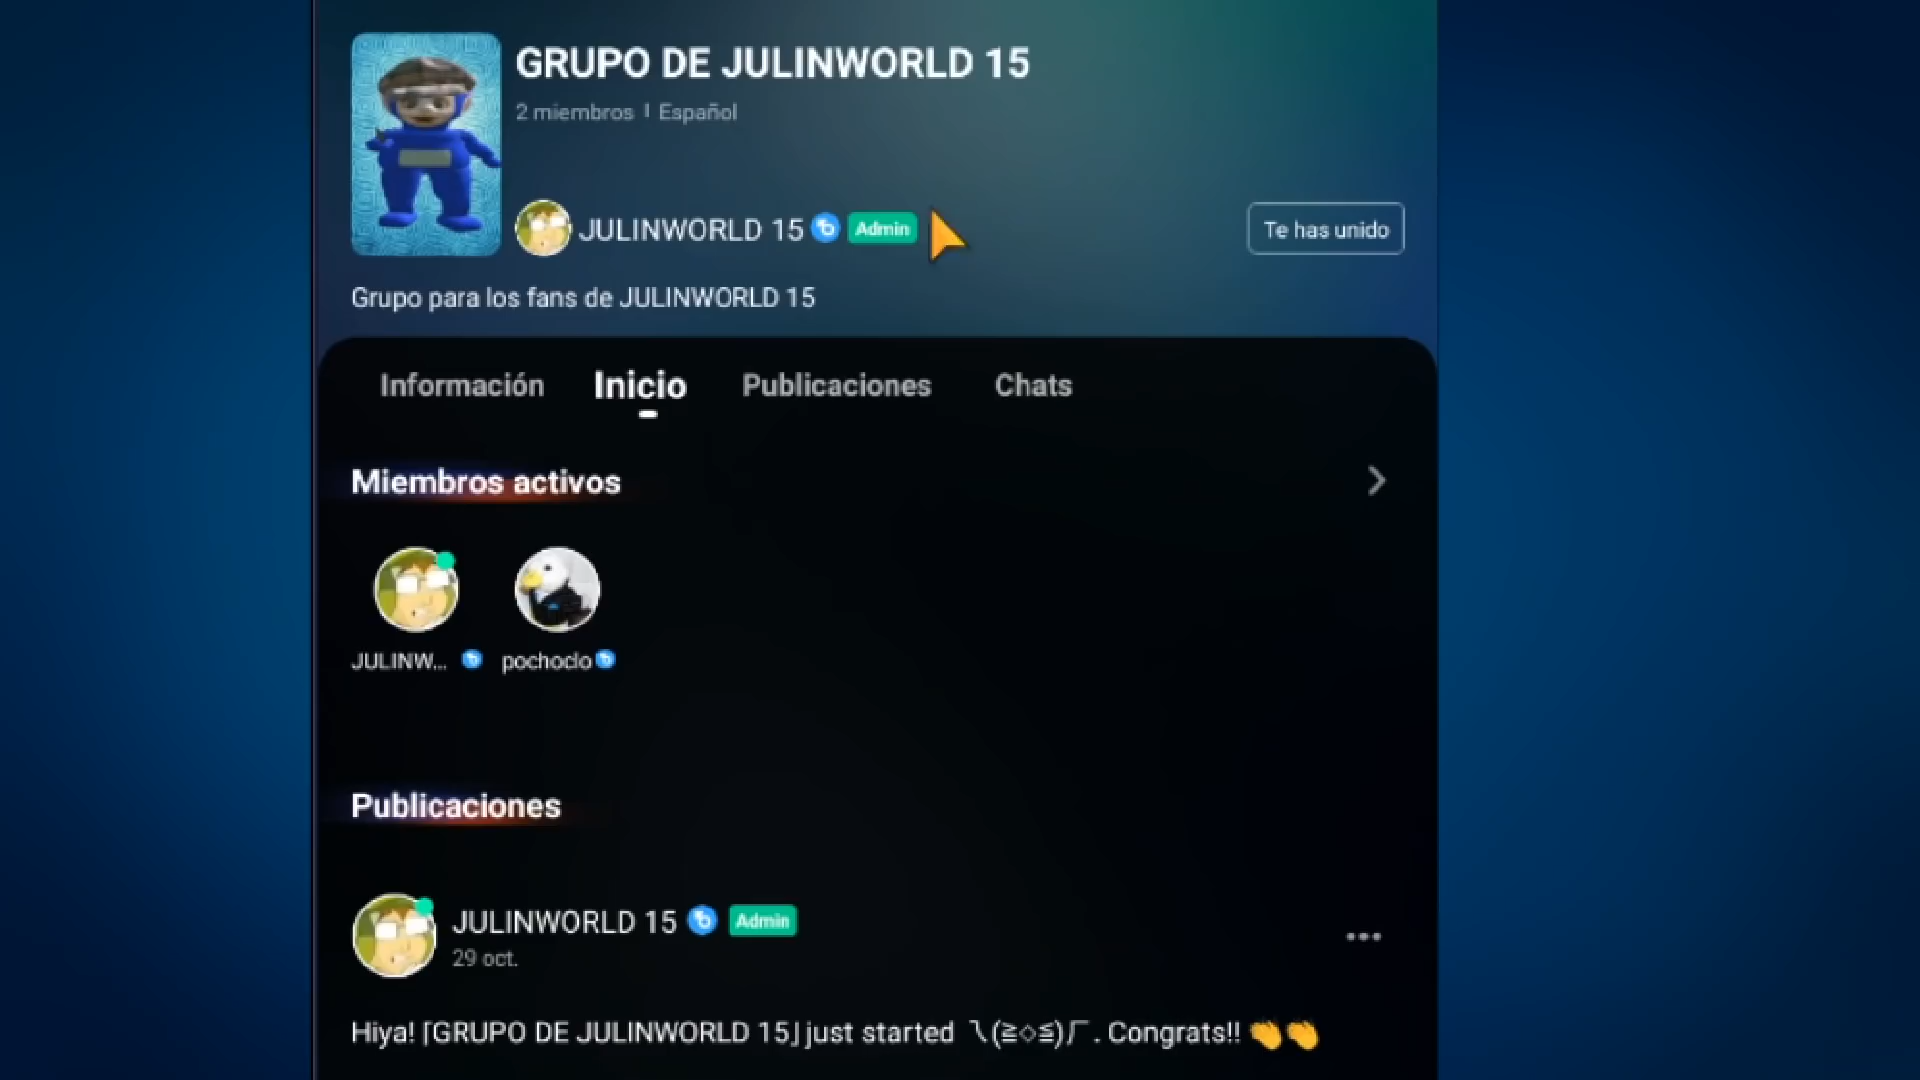 GRUPO DE JULINWORLD 15
2 miembros | Español
JULINWORLD 15 Admin
Te has unido
Grupo para los fans de JULINWORLD 15
Información Inicio Publicaciones Chats
Miembros activos
JULINW... pochoclo
Publicaciones
JULINWORLD 15 Admin
29 oct.
Hiya! ⌈GRUPO DE JULINWORLD 15⌋ just started ㄟ(≧◇≦)ㄏ. Congrats!! 👏👏